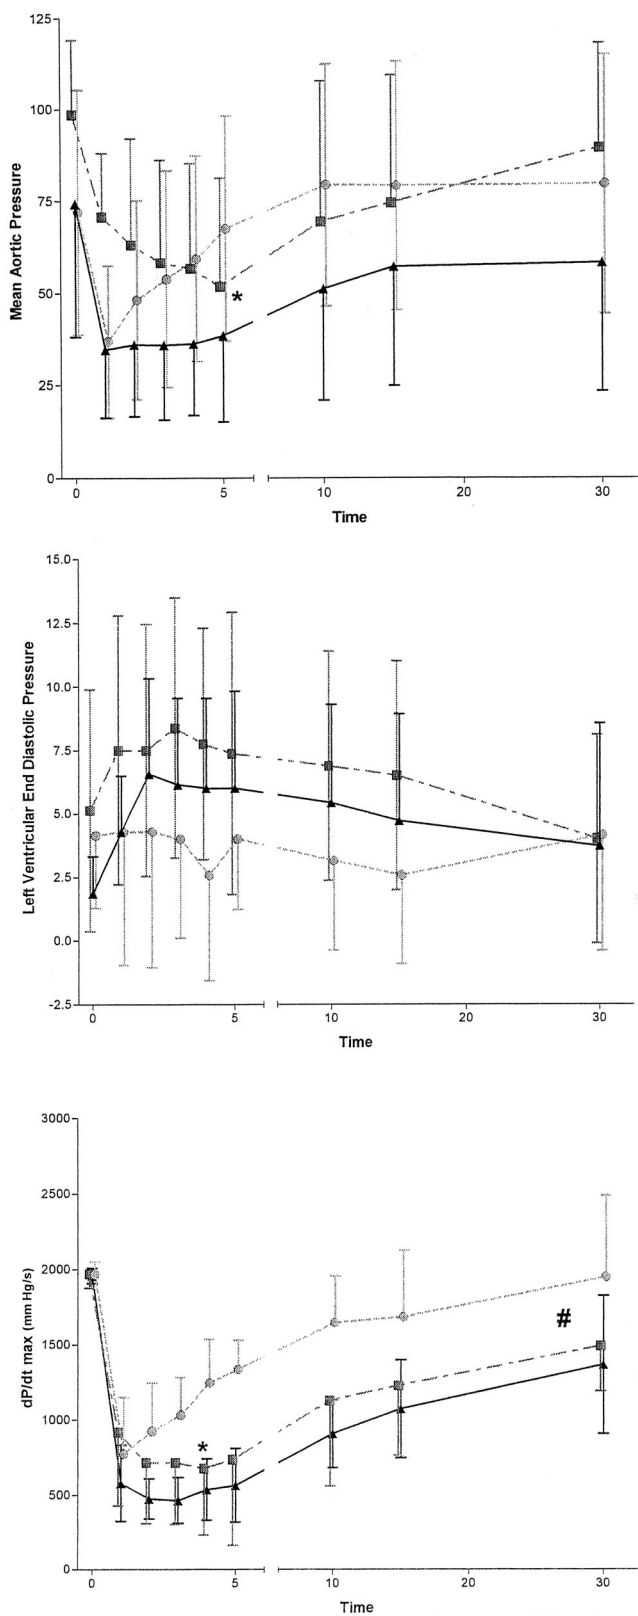 125
100
75
50
25
0
Mean Aortic Pressure
*
0 5 10 20 30
Time
15.0
12.5
10.0
7.5
5.0
2.5
0.0
-2.5
Left Ventricular End Diastolic Pressure
0 5 10 20 30
Time
3000
2500
2000
1500
1000
500
0
dP/dt max (mm Hg/s)
*
#
0 5 10 20 30
Time